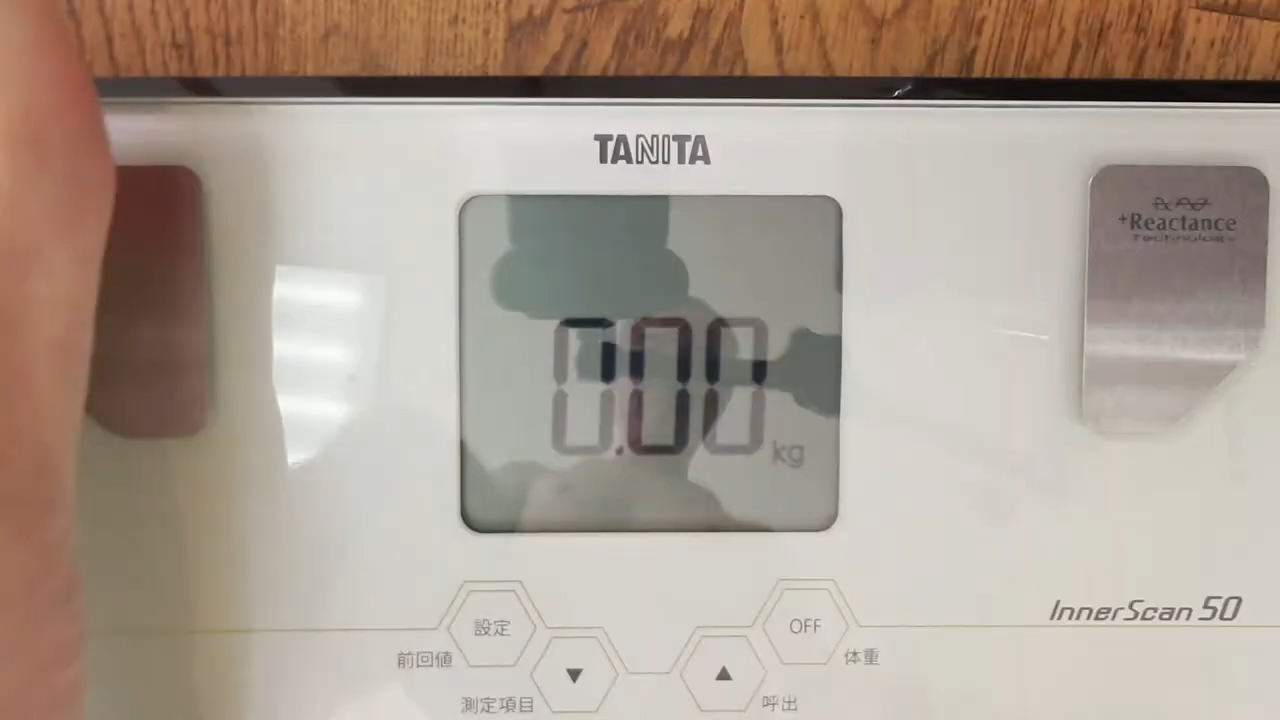 TANITA
+Reactance
Technology
0.00
kg
InnerScan 50
設定
OFF
前回値
体重
▼
▲
測定項目
呼出